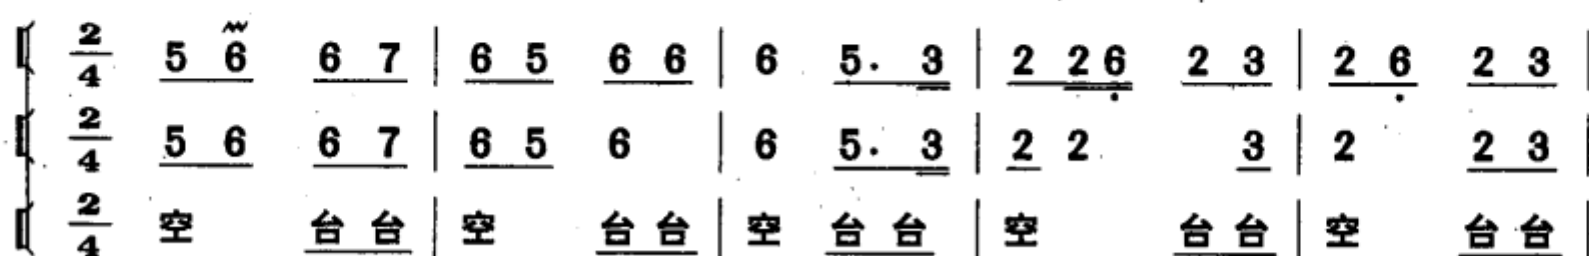 2/4 5 6 6 7 | 6 5 6 6 | 6 5. 3 | 2 2 6 2 3 | 2 6 2 3 |
2/4 5 6 6 7 | 6 5 6 | 6 5. 3 | 2 2 3 | 2 2 3 |
2/4 空 台台 | 空 台台 | 空 台台 | 空 台台 | 空 台台 |